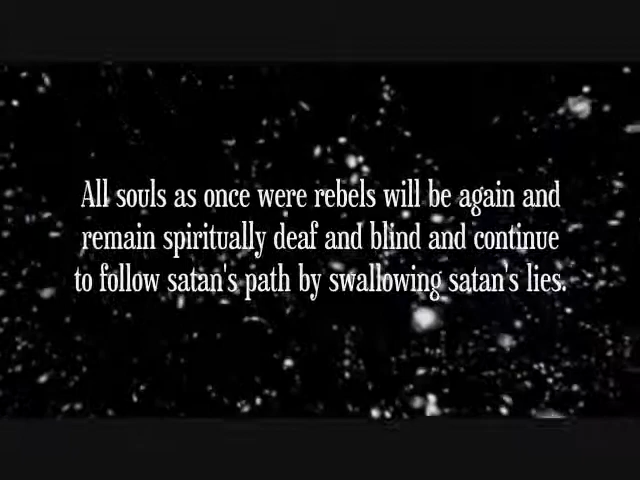 All souls as once were rebels will be again and
remain spiritually deaf and blind and continue
to follow satan's path by swallowing satan's lies.